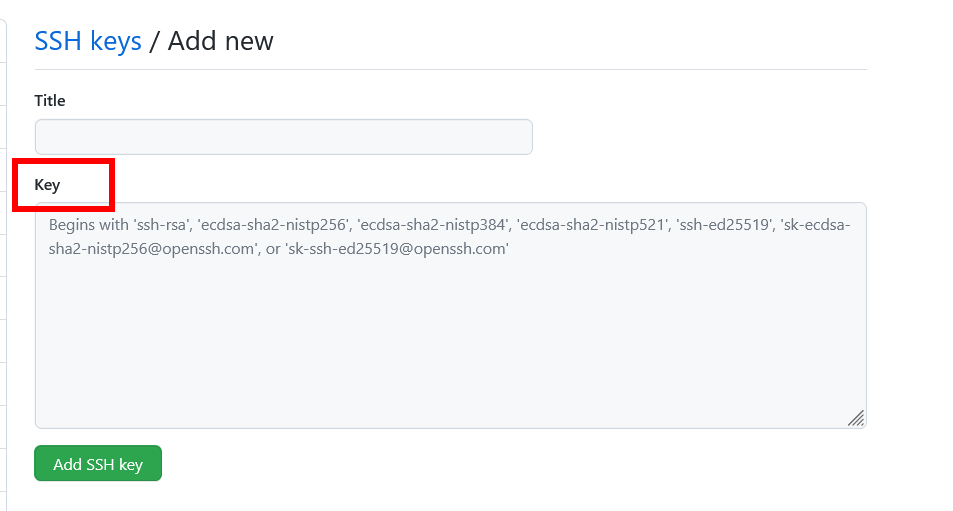 SSH keys / Add new
Title
Key
Begins with 'ssh-rsa', 'ecdsa-sha2-nistp256', 'ecdsa-sha2-nistp384', 'ecdsa-sha2-nistp521', 'ssh-ed25519', 'sk-ecdsa-
sha2-nistp256@openssh.com', or 'sk-ssh-ed25519@openssh.com'
Add SSH key